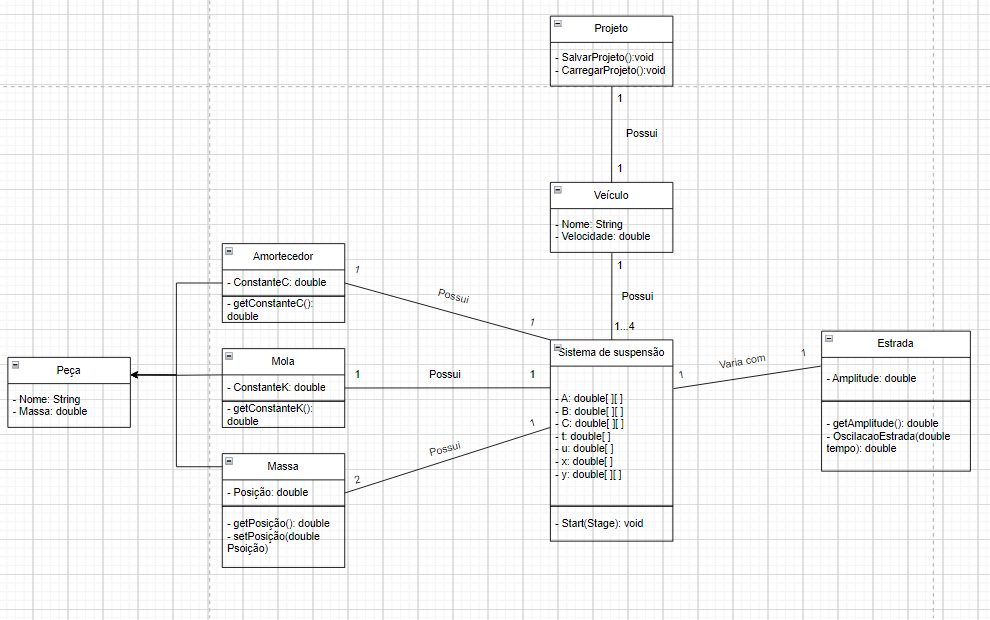 Projeto
- SalvarProjeto():void
- CarregarProjeto():void
1
Possui
1
Veículo
- Nome: String
- Velocidade: double
1
Possui
1...4
Amortecedor
- ConstanteC: double
- getConstanteC():
double
1
Possui
1
Peça
- Nome: String
- Massa: double
Mola
- ConstanteK: double
- getConstanteK():
double
1
Possui
1
Massa
- Posição: double
- getPosição(): double
- setPosição(double
Psoição)
2
Possui
1
Sistema de suspensão
- A: double[ ][ ]
- B: double[ ][ ]
- C: double[ ][ ]
- t: double[ ]
- u: double[ ]
- x: double[ ]
- y: double[ ][ ]
- Start(Stage): void
1
Varia com
1
Estrada
- Amplitude: double
- getAmplitude(): double
- OscilacaoEstrada(double
tempo): double